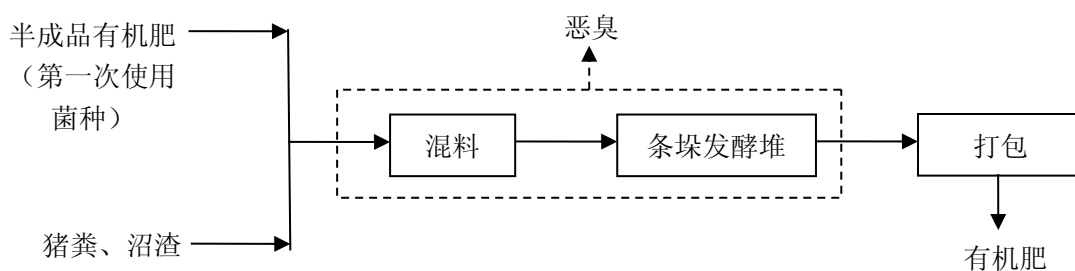 恶臭
半成品有机肥
（第一次使用
菌种）
混料
条垛发酵堆
打包
猪粪、沼渣
有机肥